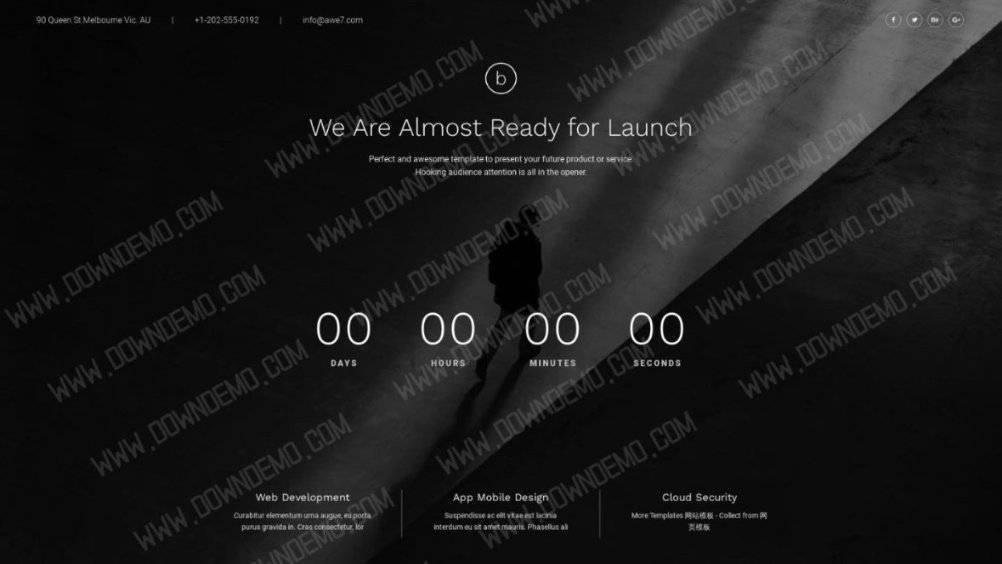 90 Queen St Melbourne Vic. AU | +1-202-555-0192 | info@awe7.com
b
We Are Almost Ready for Launch
Perfect and awesome template to present your future product or service
Hooking audience attention is all in the opener.
00 00 00 00
DAYS HOURS MINUTES SECONDS
Web Development
Curabitur elementum urna augue, eu porta
purus gravida in. Cras consectetur, lor
App Mobile Design
Suspendisse ac elit vitae est lacinia
interdum eu sit amet mauris. Phasellus ali
Cloud Security
More Templates 网站模板 - Collect from 网
页模板
WWW.DOWNDEMO.COM